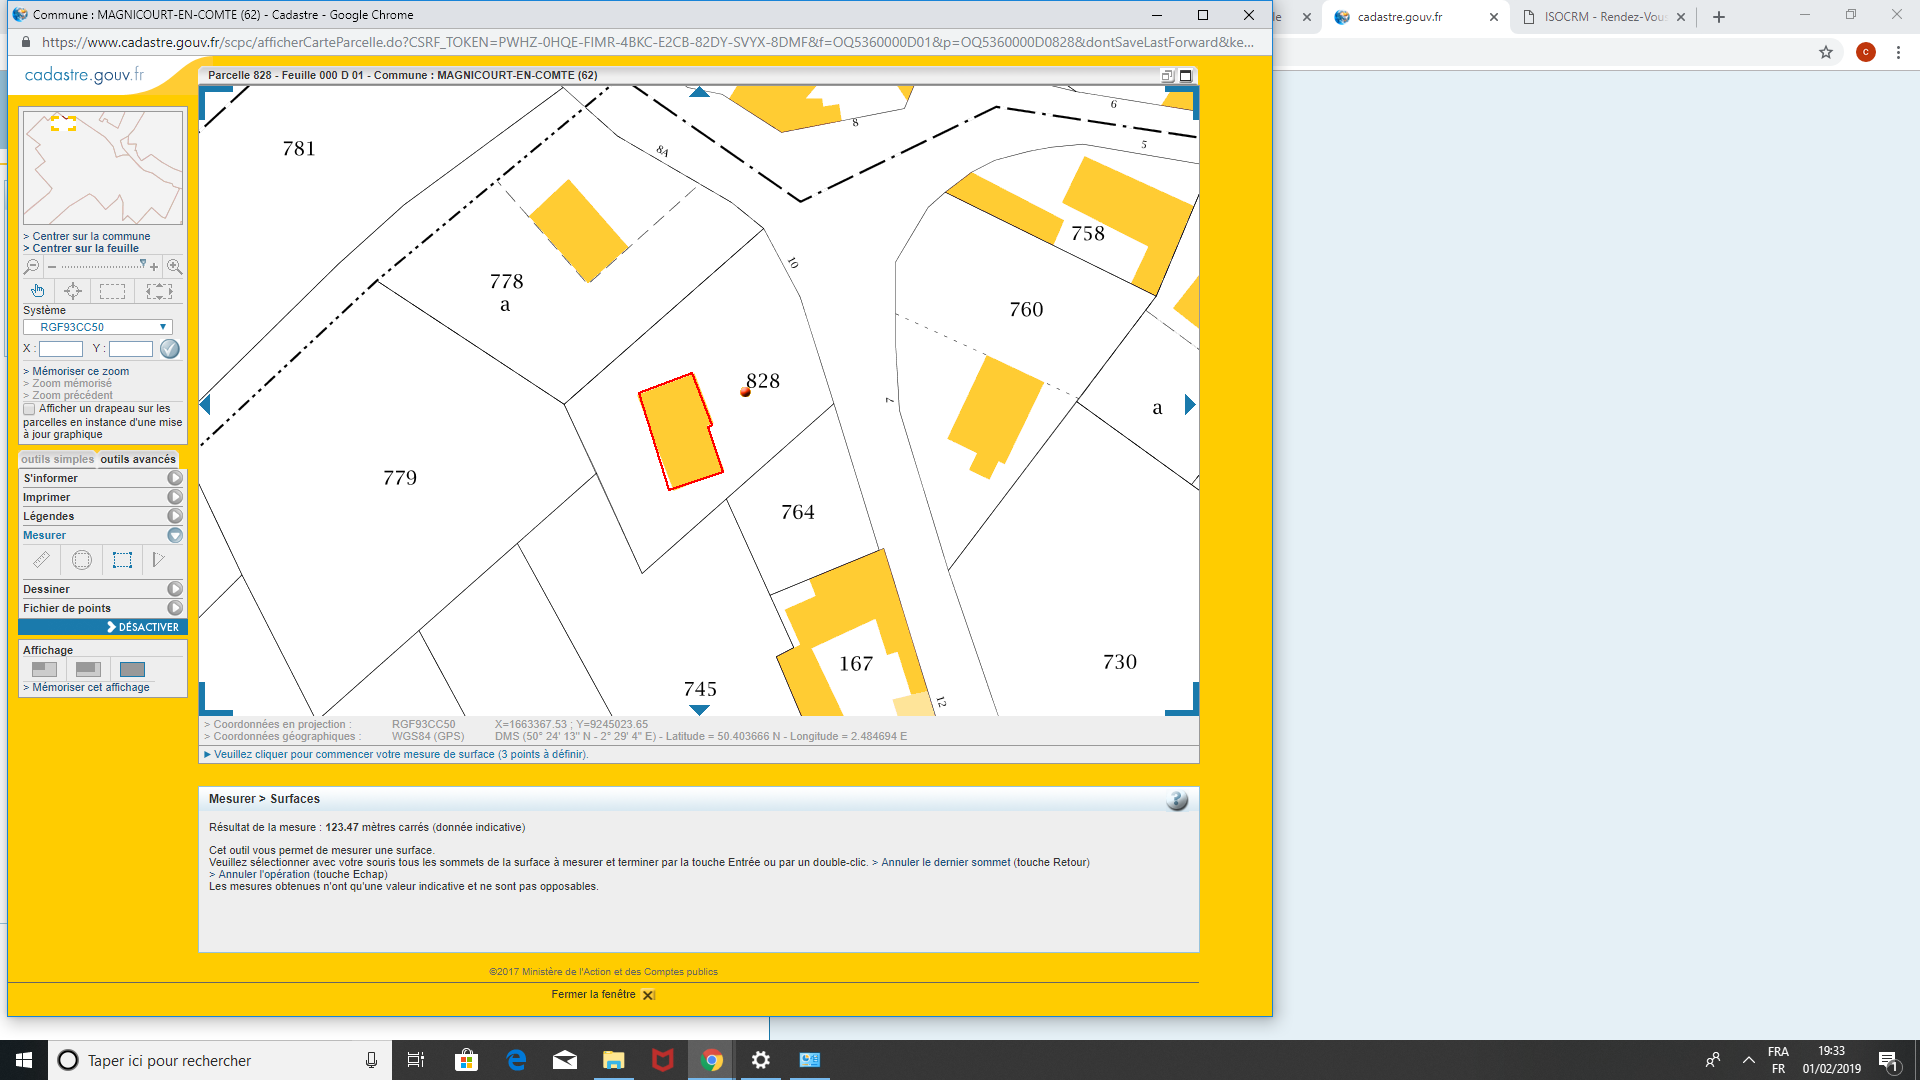 Commune : MAGNICOURT-EN-COMTE (62) - Cadastre - Google Chrome
cadastre.gouv.fr
ISOCRM - Rendez-Vou
https://www.cadastre.gouv.fr/scpc/afficherCarteParcelle.do?CSRF_TOKEN=PWHZ-0HQE-FIMR-4BKC-E2CB-82DY-SVYX-8DMF&f=OQ5360000D01&p=OQ5360000D0828&dontSaveLastForward&ke...
c
cadastre.gouv.fr
Parcelle 828 - Feuille 000 D 01 - Commune : MAGNICOURT-EN-COMTE (62)
> Centrer sur la commune
> Centrer sur la feuille
Système
RGF93CC50
X :
Y :
> Mémoriser ce zoom
> Zoom mémorisé
> Zoom précédent
Afficher un drapeau sur les
parcelles en instance d'une mise
à jour graphique
outils simples
outils avancés
S'informer
Imprimer
Légendes
Mesurer
Dessiner
Fichier de points
DÉSACTIVER
Affichage
> Mémoriser cet affichage
781
8A
8
6
5
758
778
a
10
760
828
7
a
779
764
167
730
745
12
> Coordonnées en projection : RGF93CC50 X=1663367.53 ; Y=9245023.65
> Coordonnées géographiques : WGS84 (GPS) DMS (50° 24' 13" N - 2° 29' 4" E) - Latitude = 50.403666 N - Longitude = 2.484694 E
Veuillez cliquer pour commencer votre mesure de surface (3 points à définir).
Mesurer > Surfaces
Résultat de la mesure : 123.47 mètres carrés (donnée indicative)
Cet outil vous permet de mesurer une surface.
Veuillez sélectionner avec votre souris tous les sommets de la surface à mesurer et terminer par la touche Entrée ou par un double-clic. > Annuler le dernier sommet (touche Retour)
> Annuler l'opération (touche Echap)
Les mesures obtenues n'ont qu'une valeur indicative et ne sont pas opposables.
©2017 Ministère de l'Action et des Comptes publics
Fermer la fenêtre
Taper ici pour rechercher
FRA
FR
19:33
01/02/2019
1